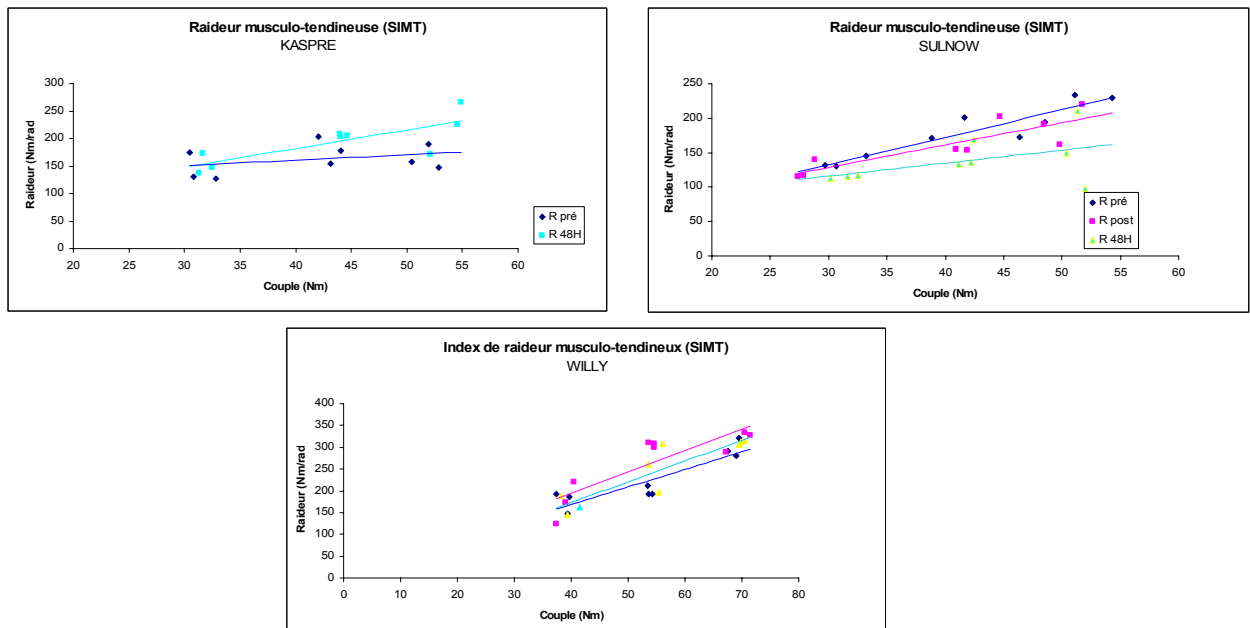 Raideur musculo-tendineuse (SIMT)
KASPRE
300
250
200
150
100
50
0
20 25 30 35 40 45 50 55 60
Raideur (Nm/rad)
Couple (Nm)
R pré
R 48H
Raideur musculo-tendineuse (SIMT)
SULNOW
250
200
150
100
50
0
20 25 30 35 40 45 50 55 60
Raideur (Nm/rad)
Couple (Nm)
R pré
R post
R 48H
Index de raideur musculo-tendineux (SIMT)
WILLY
400
350
300
250
200
150
100
50
0
0 10 20 30 40 50 60 70 80
Raideur (Nm/rad
Couple (Nm)